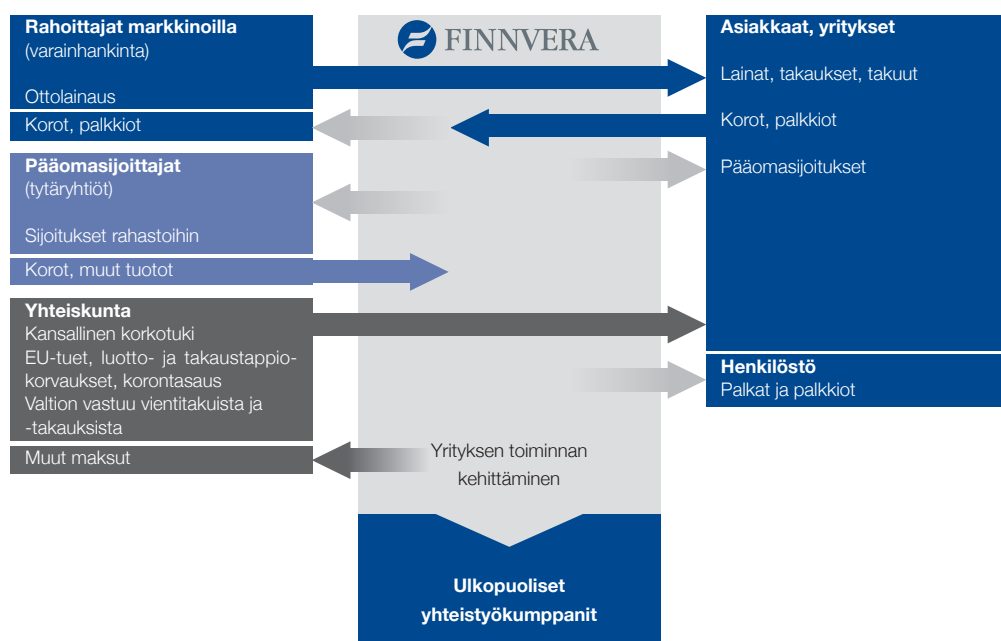 Rahoittajat markkinoilla
(varainhankinta)
Ottolainaus
Korot, palkkiot
Pääomasijoittajat
(tytäryhtiöt)
Sijoitukset rahastoihin
Korot, muut tuotot
Yhteiskunta
Kansallinen korkotuki
EU-tuet, luotto- ja takaustappio-
korvaukset, korontasaus
Valtion vastuu vientitakuista ja
-takauksista
Muut maksut
FINNVERA
Yrityksen toiminnan
kehittäminen
Ulkopuoliset
yhteistyökumppanit
Asiakkaat, yritykset
Lainat, takaukset, takuut
Korot, palkkiot
Pääomasijoitukset
Henkilöstö
Palkat ja palkkiot